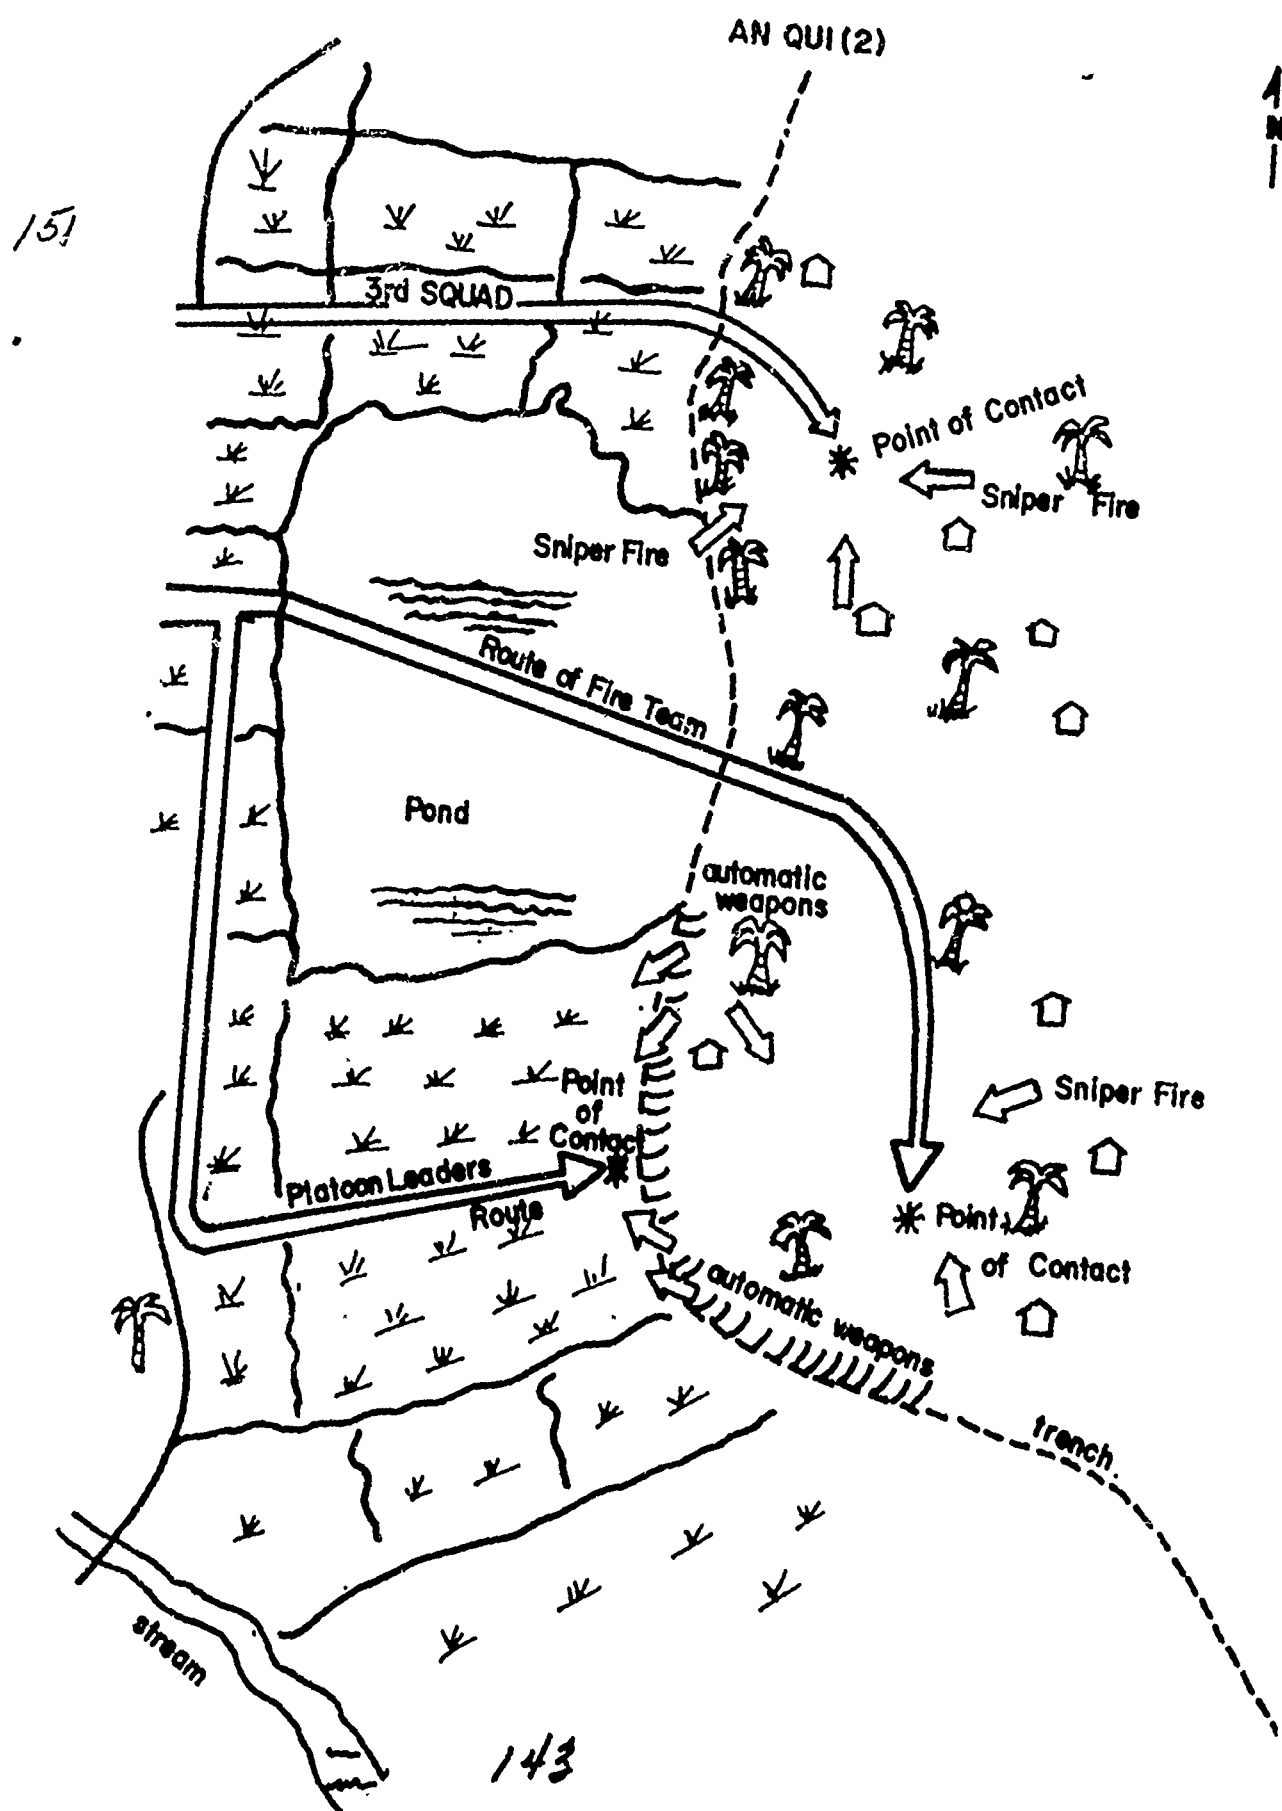 AN QUI (2)
N
151
3rd SQUAD
Point of Contact
Sniper Fire
Sniper Fire
Route of Fire Team
Pond
automatic
weapons
Point
of
Contact
Sniper Fire
Platoon Leaders
Route
Point
of Contact
automatic weapons
trench
stream
143